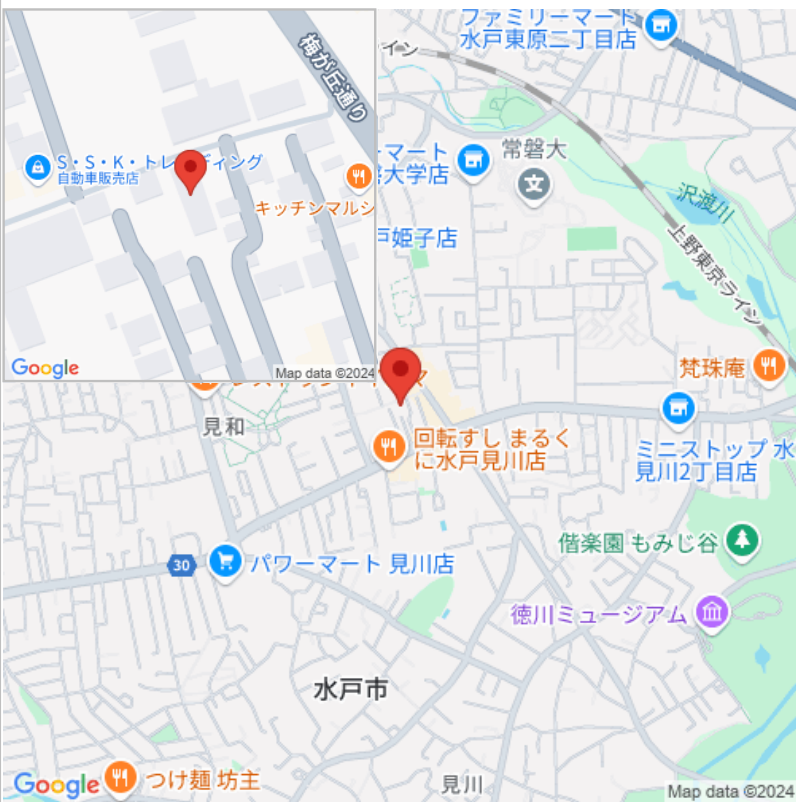 梅が丘通り
S・S・K・トレーディング
自動車販売店
キッチンマルシ
Google
Map data ©2024
ファミリーマート
水戸東原二丁目店
イン
マート
大学店
常磐大
沢渡川
戸姫子店
上野東京ライン
梵珠庵
見和
回転すし まるく
に水戸見川店
ミニストップ 水
見川2丁目店
偕楽園 もみじ谷
30
パワーマート 見川店
徳川ミュージアム
水戸市
Google
つけ麺 坊主
見川
Map data ©2024